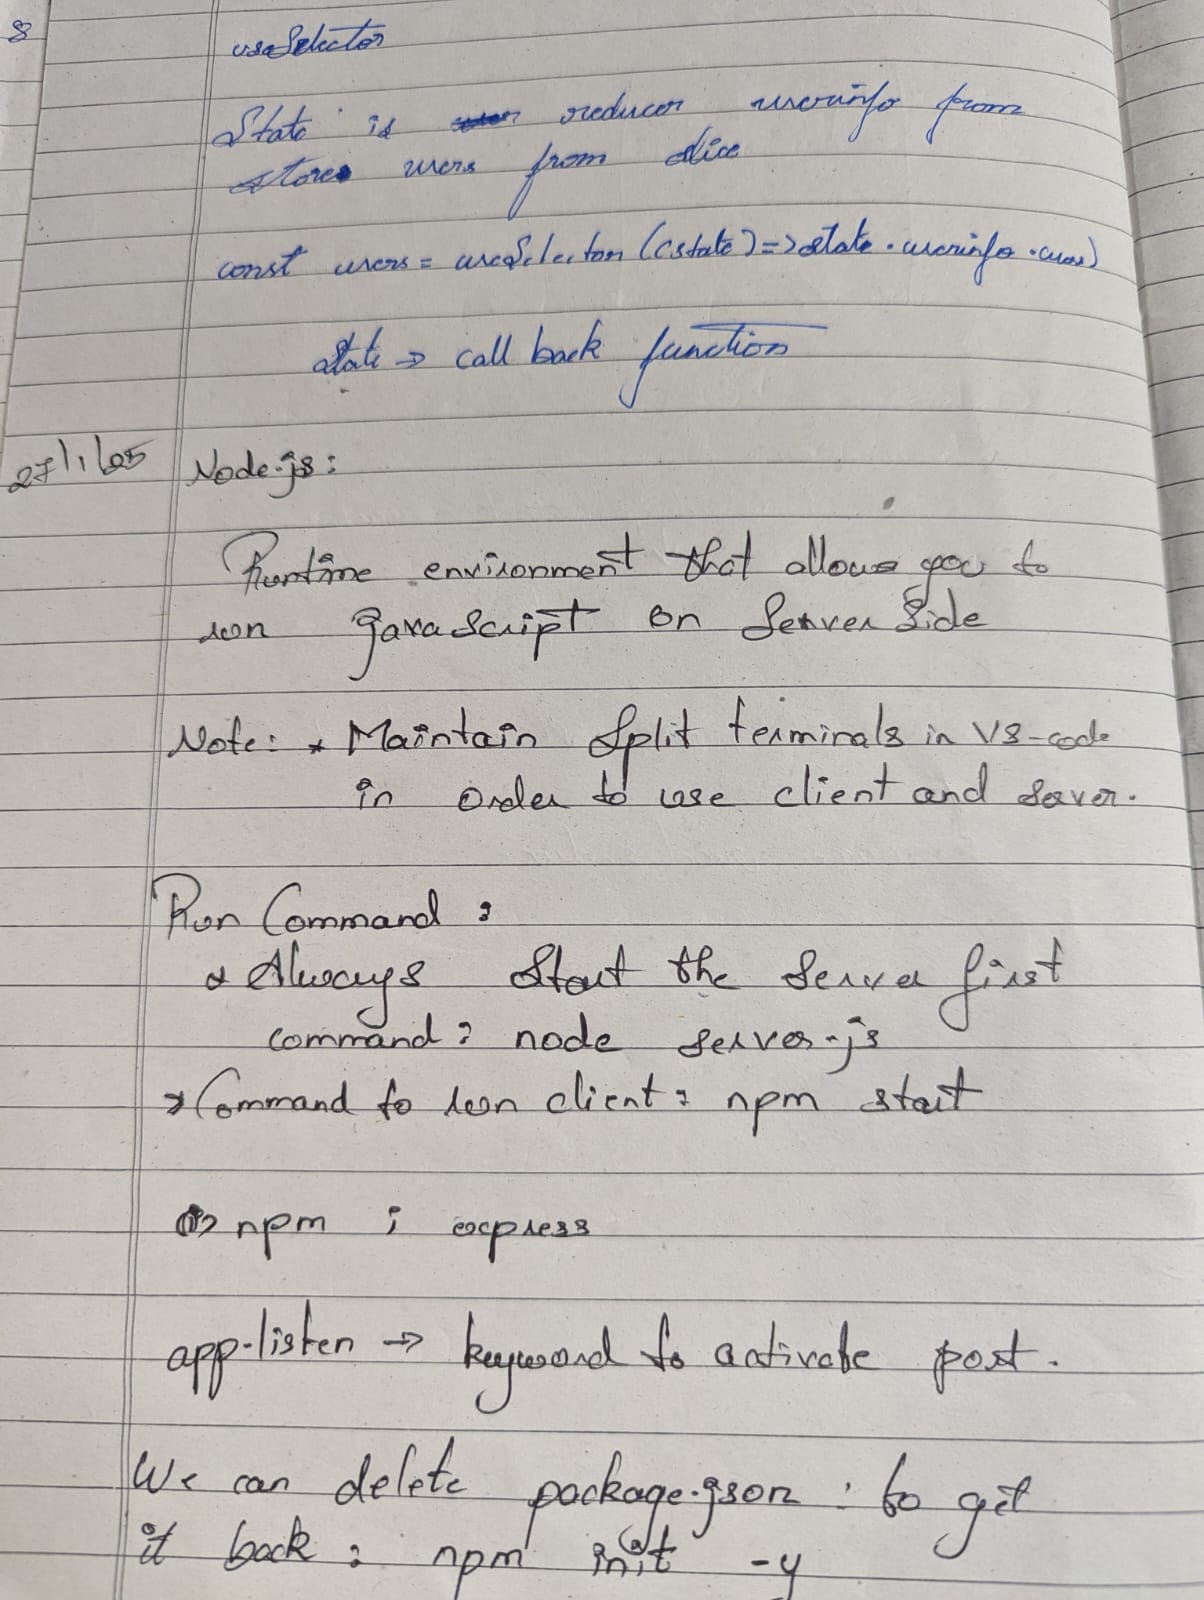 8
useSelector
State is reducer userinfo from
store users from slice
const users = useSelector ((state) => state.userinfo.users)
state → call back function
27/1/25 Node.js:
Runtime environment that allows you to
run JavaScript on Server Side
Note: * Maintain Split terminals in VS-code
in order to use client and server.
Run Command :
* Always Start the Server first
command : node server.js
* Command to run client : npm start
npm i express
app.listen → keyword to activate port.
We can delete package.json : to get
it back : npm init -y